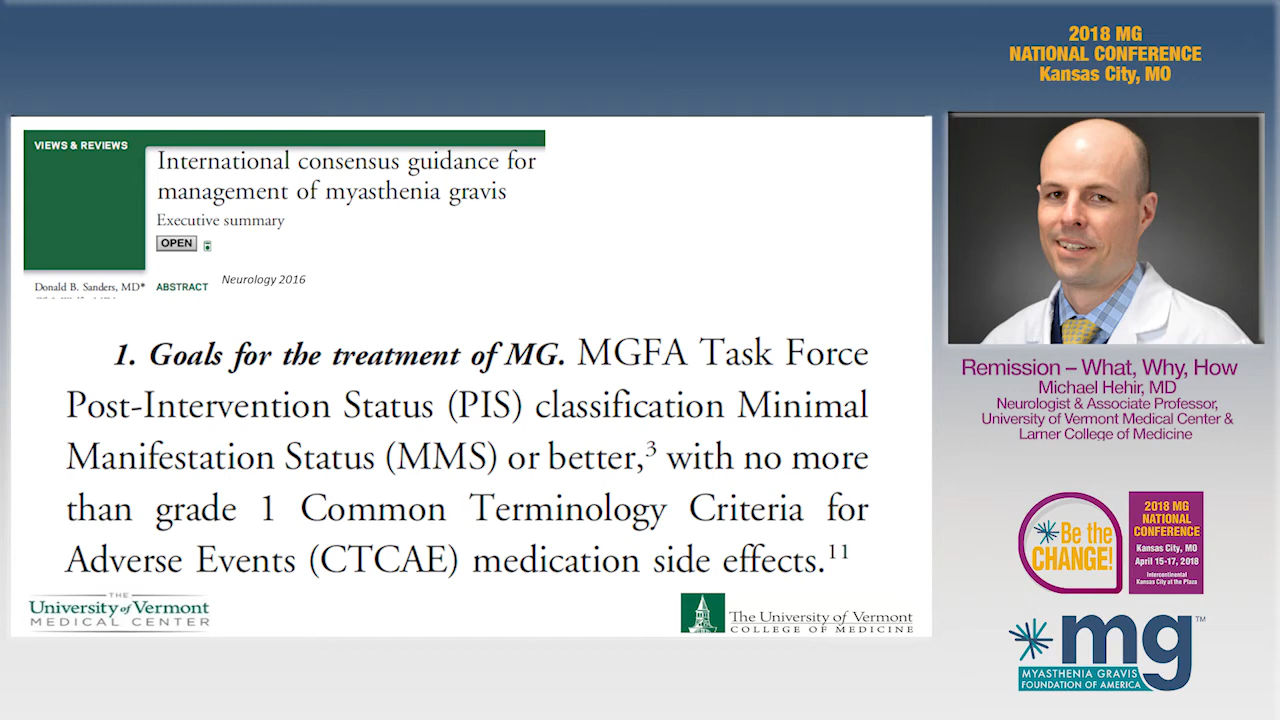 2018 MG
NATIONAL CONFERENCE
Kansas City, MO
VIEWS & REVIEWS
International consensus guidance for
management of myasthenia gravis
Executive summary
OPEN
Donald B. Sanders, MD*
ABSTRACT
Neurology 2016
1. Goals for the treatment of MG. MGFA Task Force
Post-Intervention Status (PIS) classification Minimal
Manifestation Status (MMS) or better,3 with no more
than grade 1 Common Terminology Criteria for
Adverse Events (CTCAE) medication side effects.11
THE
University of Vermont
MEDICAL CENTER
The University of Vermont
COLLEGE OF MEDICINE
Remission – What, Why, How
Michael Hehir, MD
Neurologist & Associate Professor,
University of Vermont Medical Center &
Larner College of Medicine
Be the
CHANGE!
2018 MG
NATIONAL
CONFERENCE
Kansas City, MO
April 15-17, 2018
Intercontinental
Kansas City at the Plaza
mg™
MYASTHENIA GRAVIS
FOUNDATION OF AMERICA